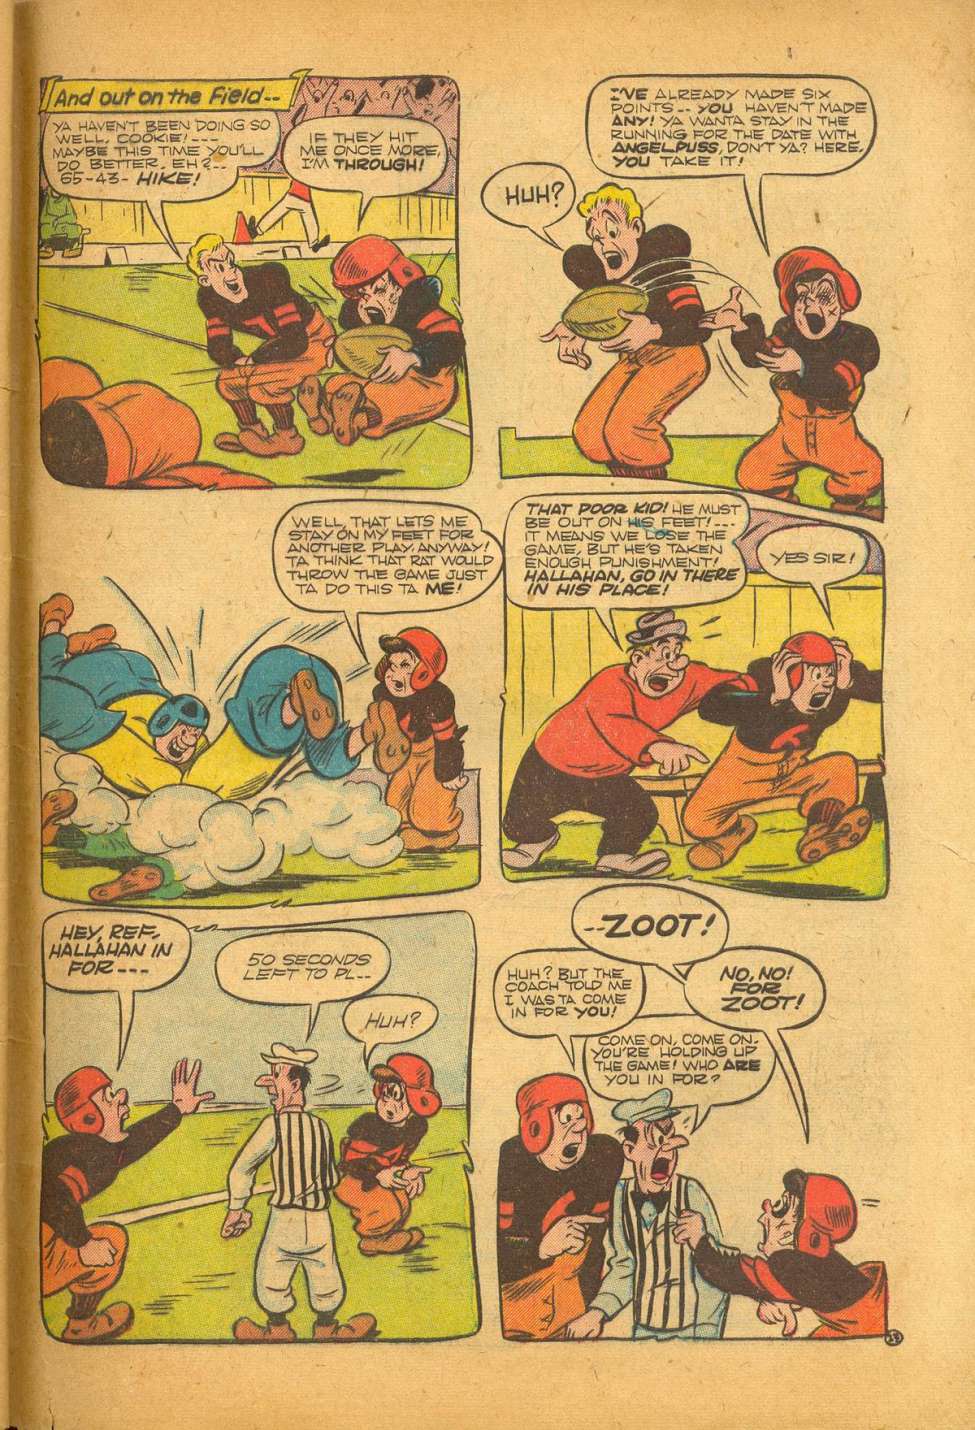 And out on the Field--
YA HAVEN'T BEEN DOING SO
WELL, COOKIE!---
MAYBE THIS TIME YOU'LL
DO BETTER, EH?--
65-43- HIKE!
IF THEY HIT
ME ONCE MORE,
I'M THROUGH!
HUH?
I'VE ALREADY MADE SIX
POINTS-- YOU HAVEN'T MADE
ANY! YA WANTA STAY IN THE
RUNNING FOR THE DATE WITH
ANGELPUSS, DON'T YA? HERE,
YOU TAKE IT!
WELL, THAT LETS ME
STAY ON MY FEET FOR
ANOTHER PLAY, ANYWAY!
TA THINK THAT RAT WOULD
THROW THE GAME JUST
TA DO THIS TA ME!
THAT POOR KID! HE MUST
BE OUT ON HIS FEET!---
IT MEANS WE LOSE THE
GAME, BUT HE'S TAKEN
ENOUGH PUNISHMENT!
HALLAHAN, GO IN THERE
IN HIS PLACE!
YES SIR!
HEY, REF,
HALLAHAN IN
FOR---
50 SECONDS
LEFT TO PL--
HUH?
--ZOOT!
HUH? BUT THE
COACH TOLD ME
I WAS TA COME
IN FOR YOU!
NO, NO!
FOR
ZOOT!
COME ON, COME ON.
YOU'RE HOLDING UP
THE GAME! WHO ARE
YOU IN FOR?